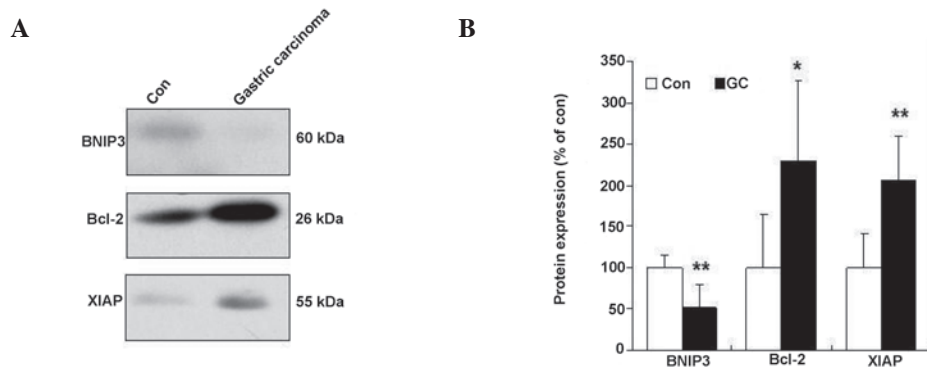 A
Con
Gastric carcinoma
BNIP3
60 kDa
Bcl-2
26 kDa
XIAP
55 kDa
B
Protein expression (% of con)
350
300
250
200
150
100
50
0
Con
GC
**
*
**
BNIP3
Bcl-2
XIAP